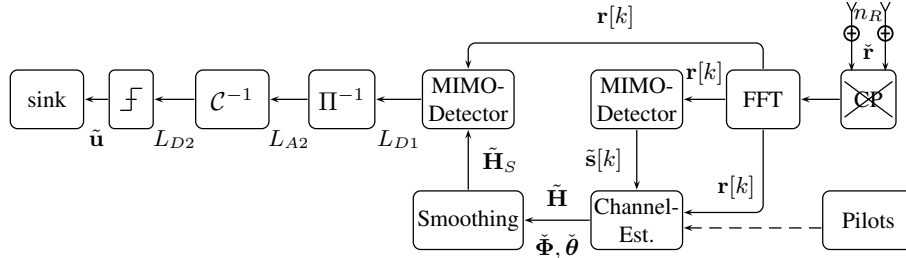 n_R
ř
r[k]
sink
C⁻¹
Π⁻¹
MIMO-
Detector
r[k]
MIMO-
Detector
FFT
CP
ũ
L_{D2}
L_{A2}
L_{D1}
H̃_S
s̃[k]
r[k]
Smoothing
H̃
Φ̌, θ̌
Channel-
Est.
Pilots